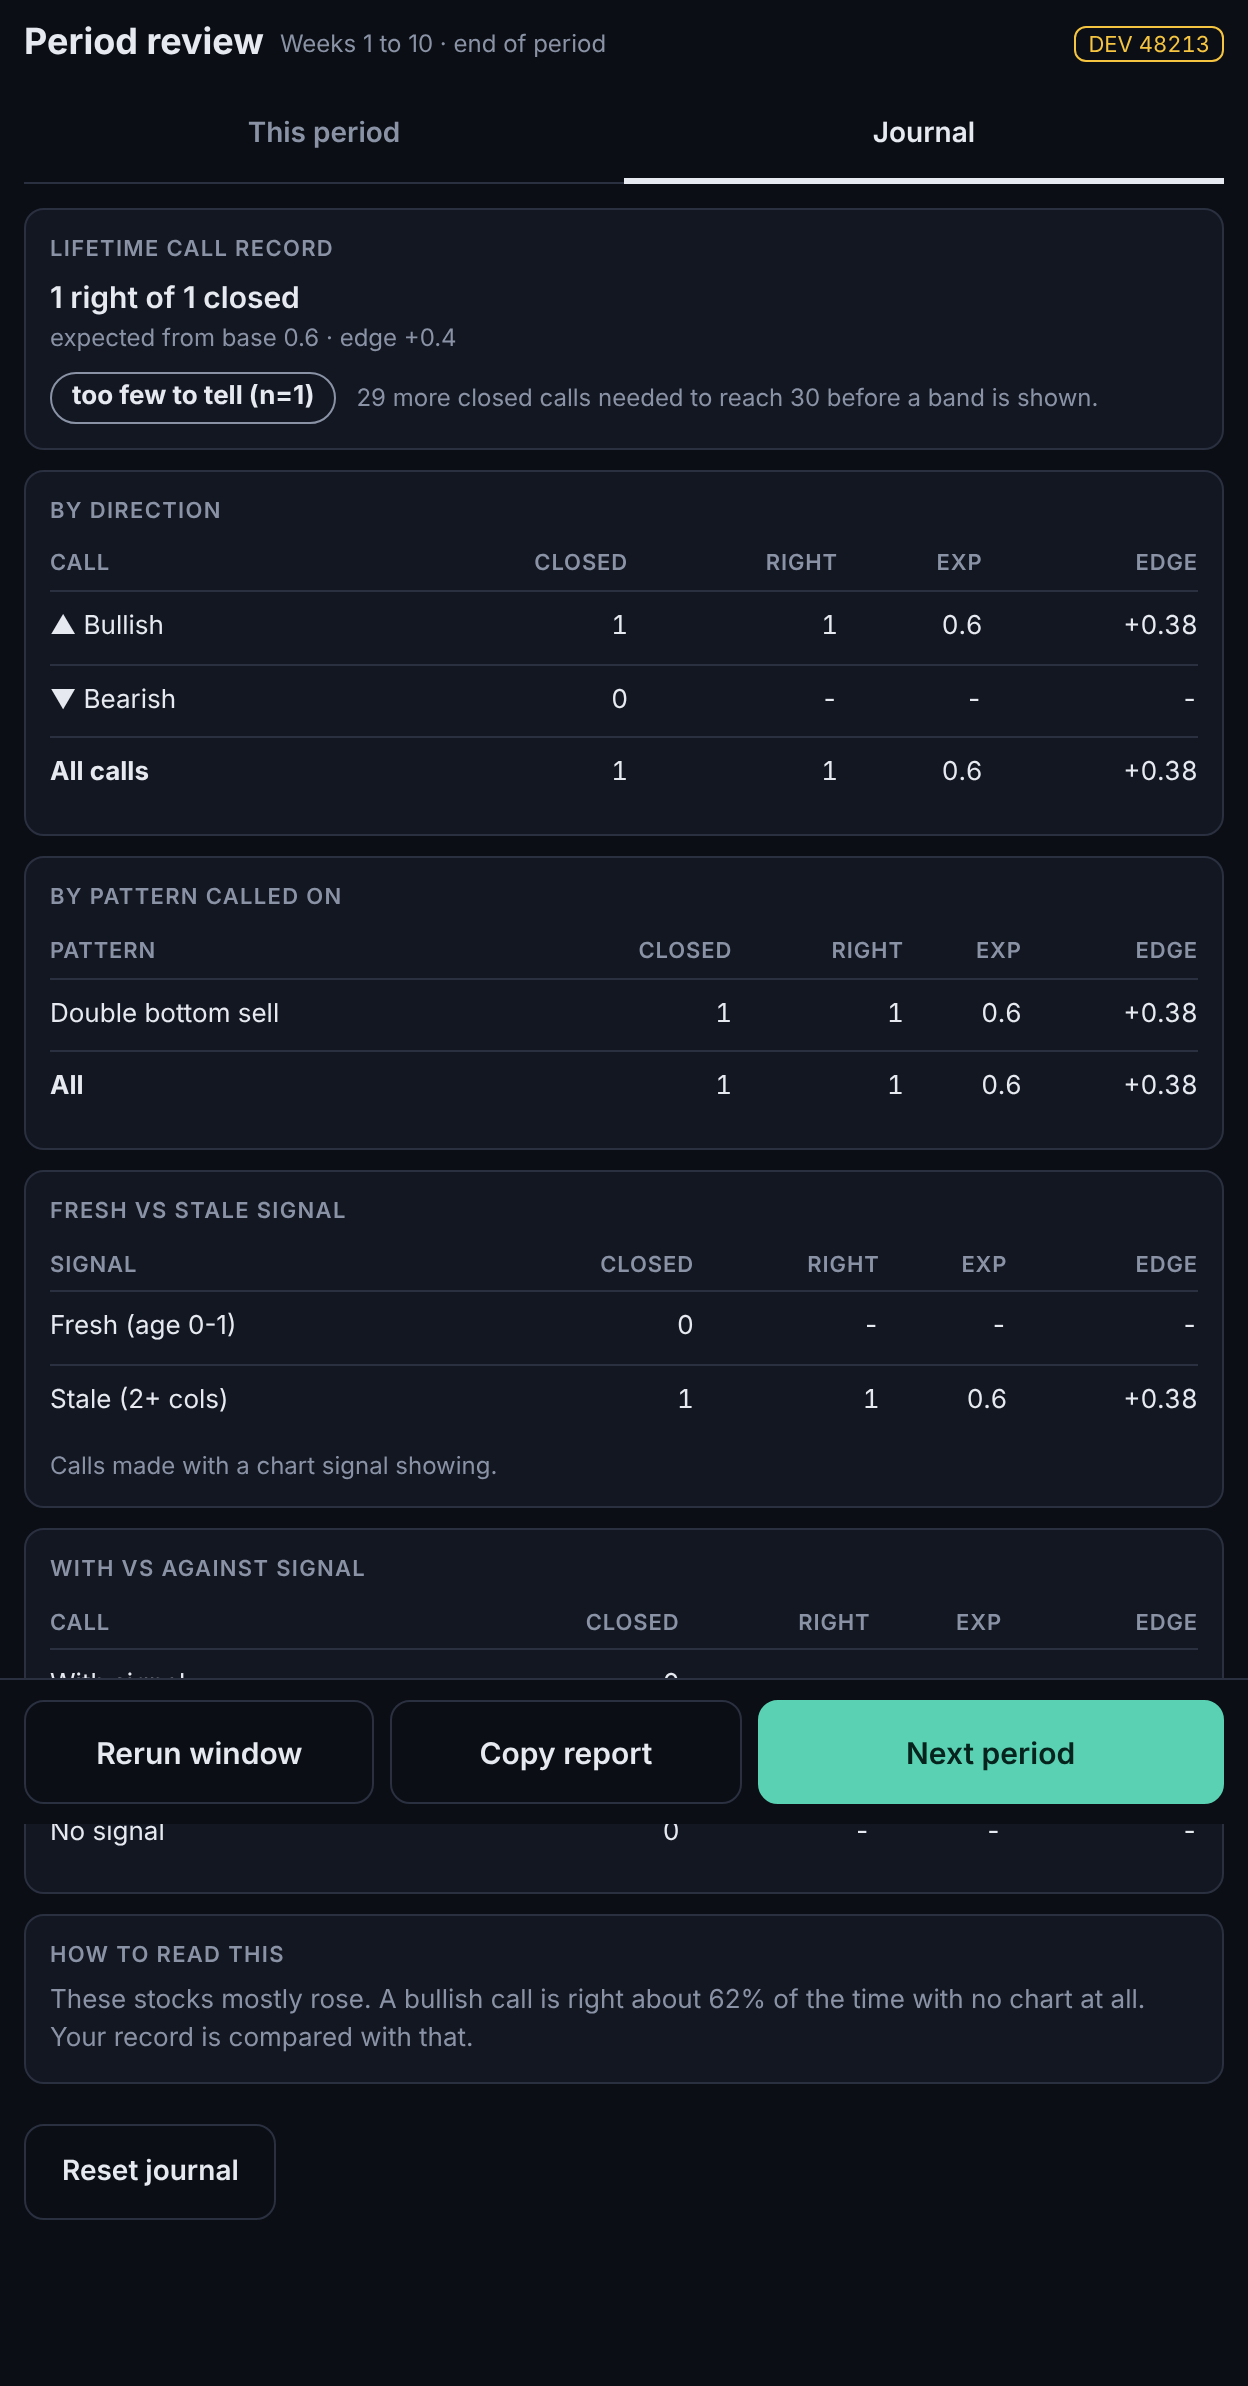 Period review Weeks 1 to 10 · end of period DEV 48213
This period Journal
LIFETIME CALL RECORD
1 right of 1 closed
expected from base 0.6 · edge +0.4
too few to tell (n=1) 29 more closed calls needed to reach 30 before a band is shown.
BY DIRECTION
CALL CLOSED RIGHT EXP EDGE
▲ Bullish 1 1 0.6 +0.38
▼ Bearish 0 - - -
All calls 1 1 0.6 +0.38
BY PATTERN CALLED ON
PATTERN CLOSED RIGHT EXP EDGE
Double bottom sell 1 1 0.6 +0.38
All 1 1 0.6 +0.38
FRESH VS STALE SIGNAL
SIGNAL CLOSED RIGHT EXP EDGE
Fresh (age 0-1) 0 - - -
Stale (2+ cols) 1 1 0.6 +0.38
Calls made with a chart signal showing.
WITH VS AGAINST SIGNAL
CALL CLOSED RIGHT EXP EDGE
With signal 0
Rerun window Copy report Next period
No signal 0 - - -
HOW TO READ THIS
These stocks mostly rose. A bullish call is right about 62% of the time with no chart at all.
Your record is compared with that.
Reset journal